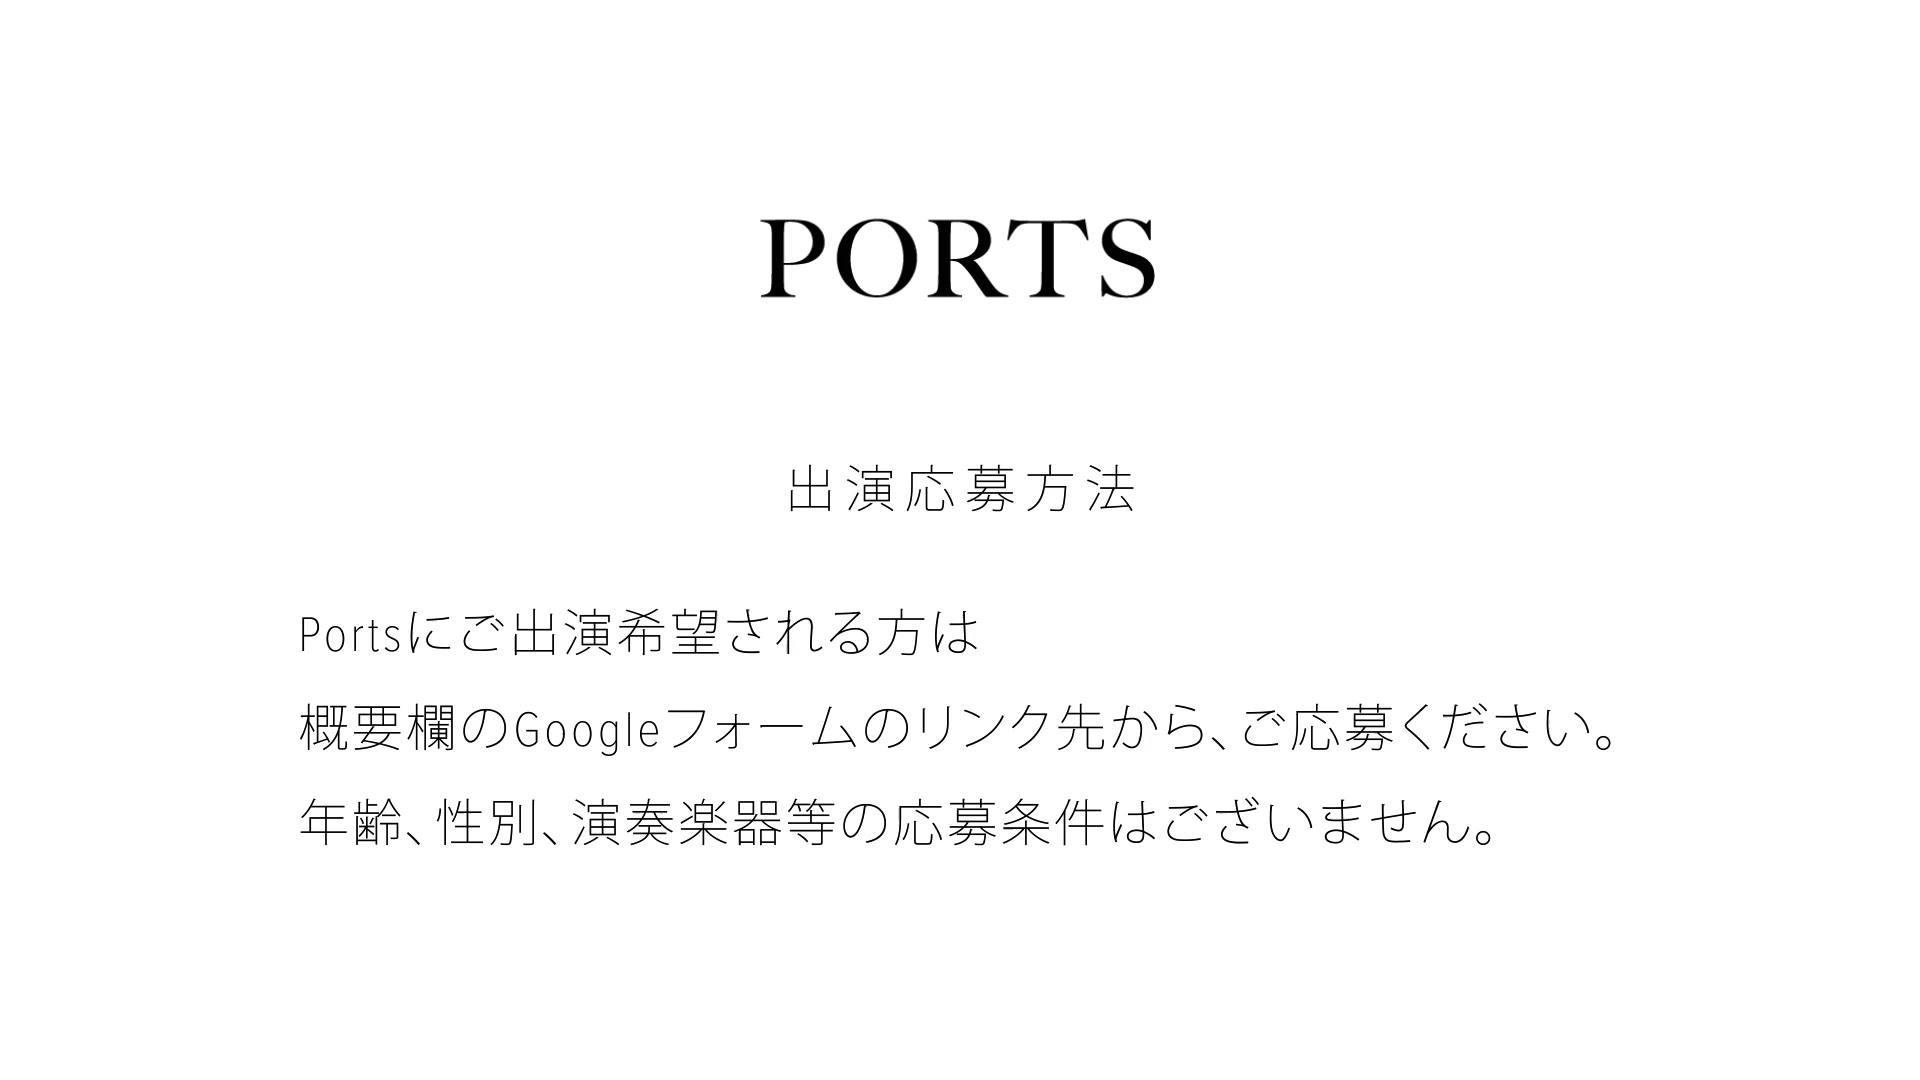 PORTS
出演応募方法
Portsにご出演希望される方は
概要欄のGoogleフォームのリンク先から、ご応募ください。
年齢、性別、演奏楽器等の応募条件はございません。